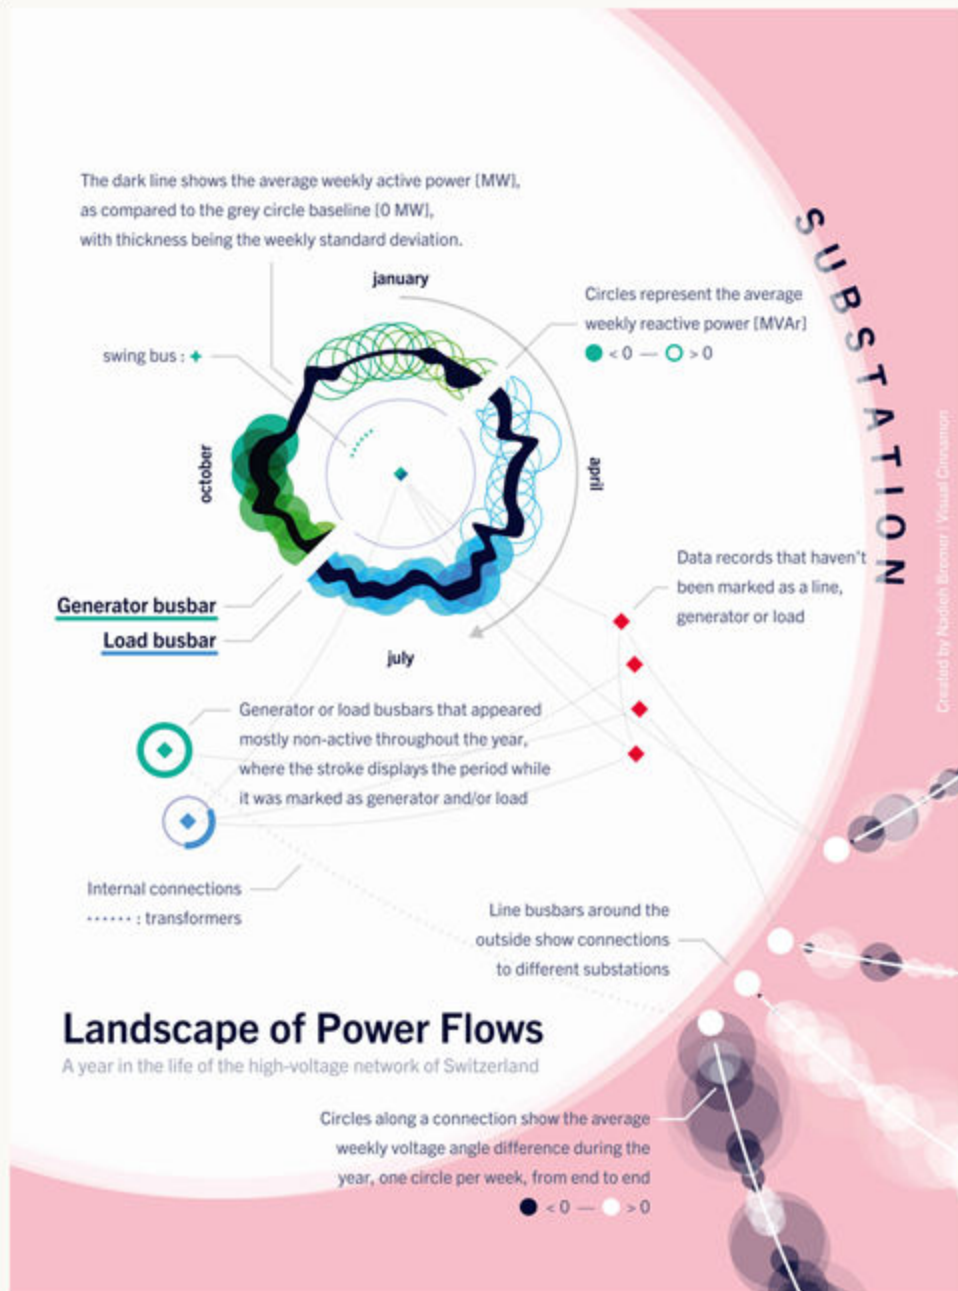 The dark line shows the average weekly active power [MW],
as compared to the grey circle baseline [0 MW],
with thickness being the weekly standard deviation.
january
Circles represent the average
weekly reactive power [MVAr]
< 0 — > 0
swing bus :
SUBSTATION
october
april
Created by Nadieh Bremer | Visual Cinnamon
Data records that haven't
been marked as a line,
generator or load
Generator busbar
Load busbar
july
Generator or load busbars that appeared
mostly non-active throughout the year,
where the stroke displays the period while
it was marked as generator and/or load
Internal connections
...... : transformers
Line busbars around the
outside show connections
to different substations
Landscape of Power Flows
A year in the life of the high-voltage network of Switzerland
Circles along a connection show the average
weekly voltage angle difference during the
year, one circle per week, from end to end
< 0 — > 0